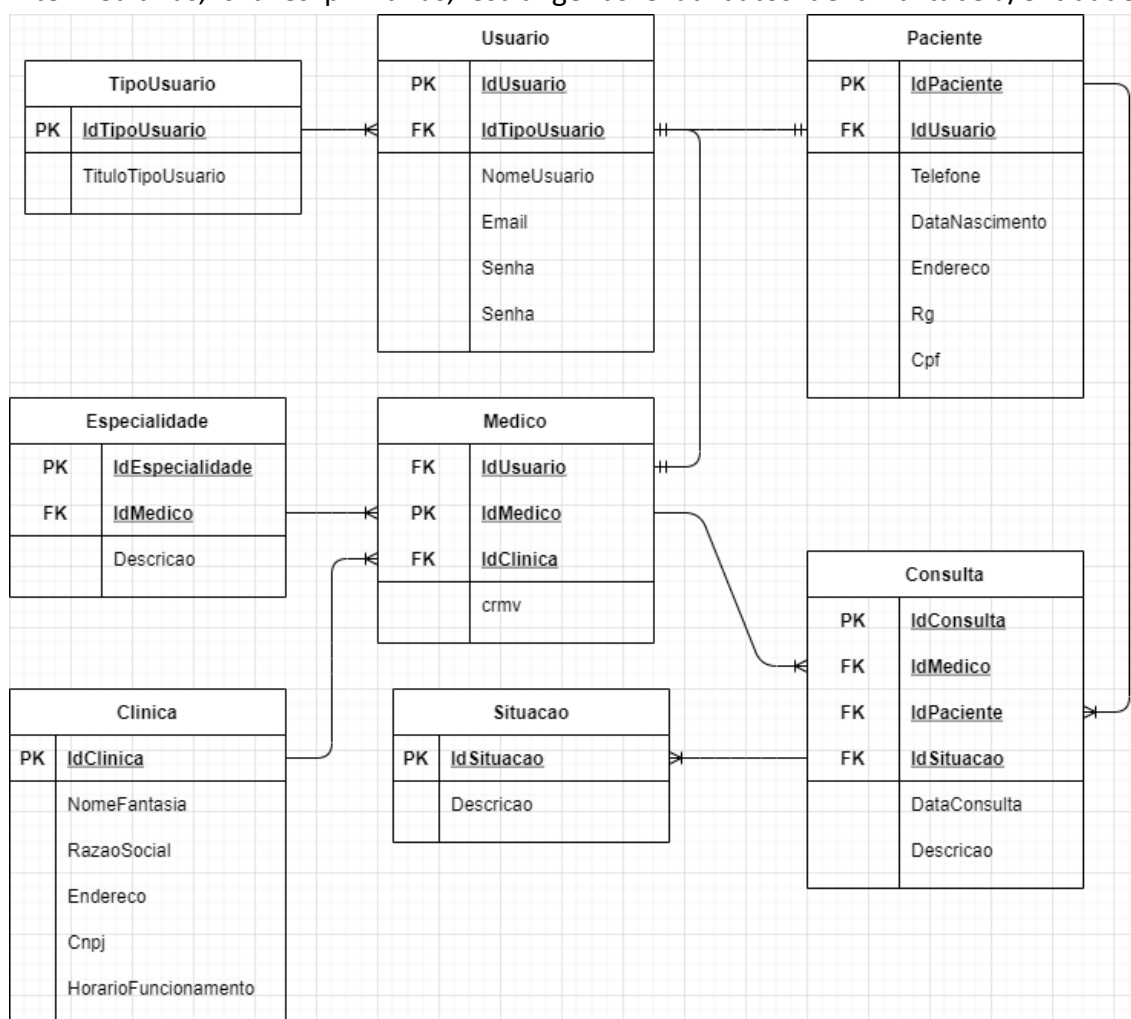 Usuario
PK IdUsuario
FK IdTipoUsuario
NomeUsuario
Email
Senha
Senha
Paciente
PK IdPaciente
FK IdUsuario
Telefone
DataNascimento
Endereco
Rg
Cpf
TipoUsuario
PK IdTipoUsuario
TituloTipoUsuario
Especialidade
PK IdEspecialidade
FK IdMedico
Descricao
Medico
FK IdUsuario
PK IdMedico
FK IdClinica
crmv
Consulta
PK IdConsulta
FK IdMedico
FK IdPaciente
FK IdSituacao
DataConsulta
Descricao
Clinica
PK IdClinica
NomeFantasia
RazaoSocial
Endereco
Cnpj
HorarioFuncionamento
Situacao
PK IdSituacao
Descricao